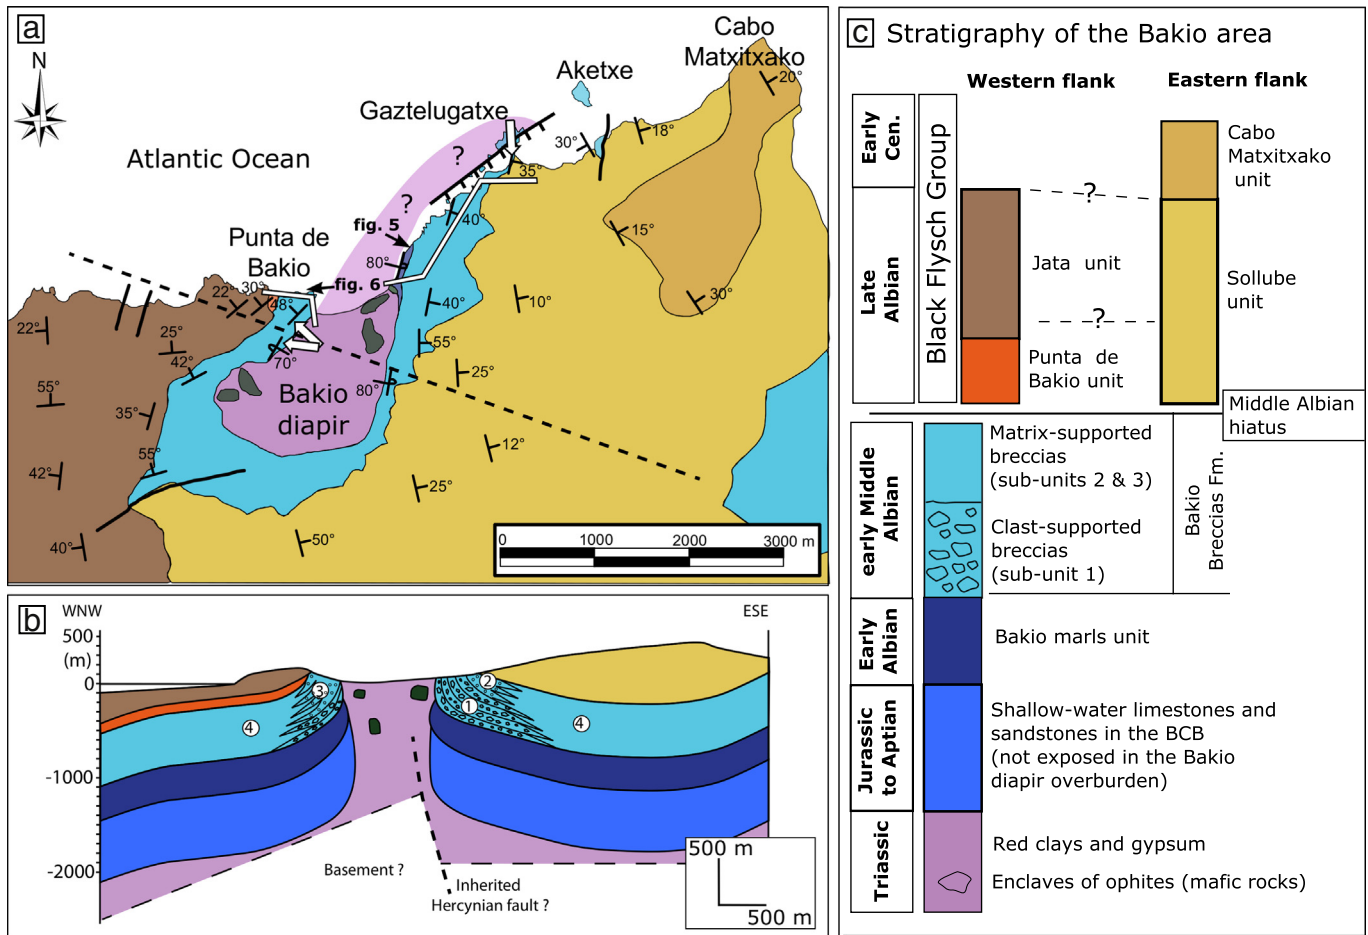 a
N
Atlantic Ocean
Gaztelugatxe
Aketxe
Cabo
Matxitxako
20°
18°
30°
35°
?
?
fig. 5
40°
15°
Punta de
Bakio
80°
fig. 6
22°
30°
48°
40°
10°
30°
22°
25°
42°
70°
55°
25°
80°
55°
35°
Bakio
diapir
12°
55°
42°
25°
40°
50°
0 1000 2000 3000 m
b
WNW
ESE
500
(m)
0
-1000
-2000
3
4
2
1
4
Basement ?
Inherited
Hercynian fault ?
500 m
500 m
c Stratigraphy of the Bakio area
Western flank
Eastern flank
Early
Cen.
Late
Albian
Black Flysch Group
Cabo
Matxitxako
unit
?
Jata unit
Sollube
unit
?
Punta de
Bakio unit
Middle Albian
hiatus
early Middle
Albian
Matrix-supported
breccias
(sub-units 2 & 3)
Clast-supported
breccias
(sub-unit 1)
Bakio
Breccias Fm.
Early
Albian
Bakio marls unit
Jurassic
to Aptian
Shallow-water limestones and
sandstones in the BCB
(not exposed in the Bakio
diapir overburden)
Triassic
Red clays and gypsum
Enclaves of ophites (mafic rocks)